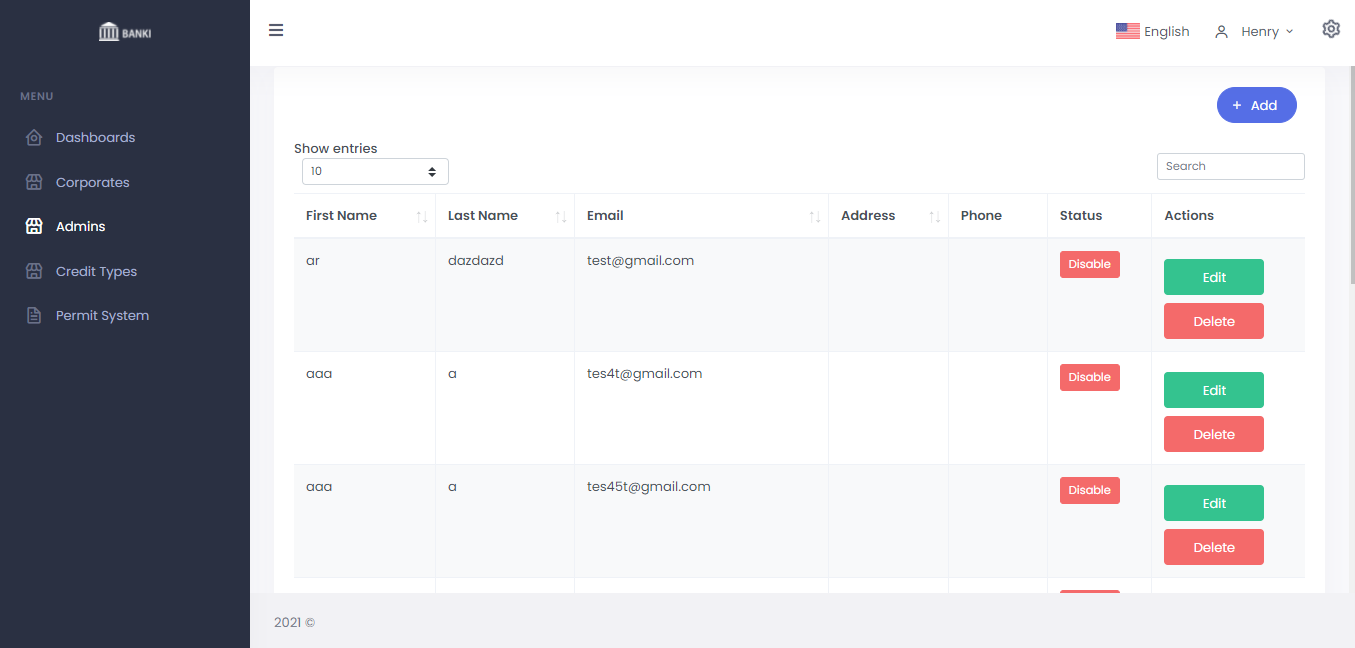 BANKI
English
Henry
MENU
Dashboards
Corporates
Admins
Credit Types
Permit System
+ Add
Show entries
10
Search
First Name Last Name Email Address Phone Status Actions
ar dazdazd test@gmail.com Disable Edit
Delete
aaa a tes4t@gmail.com Disable Edit
Delete
aaa a tes45t@gmail.com Disable Edit
Delete
2021 ©